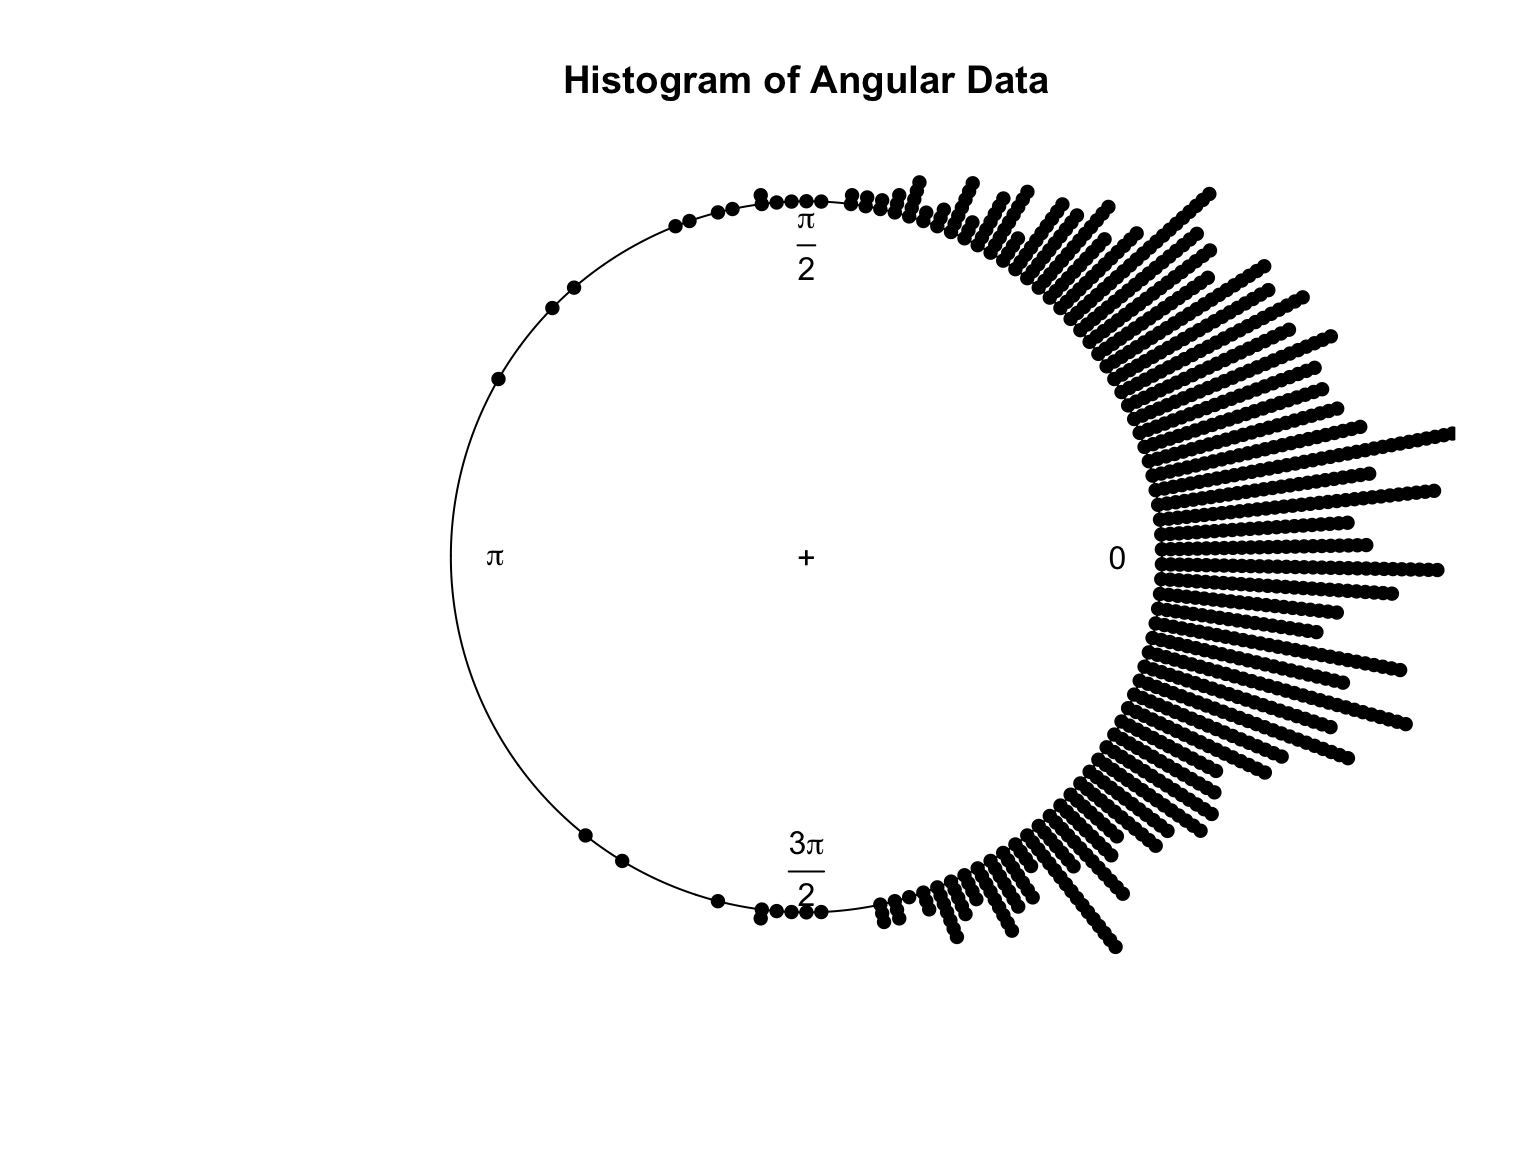 Histogram of Angular Data
π
2
π + 0
3π
2